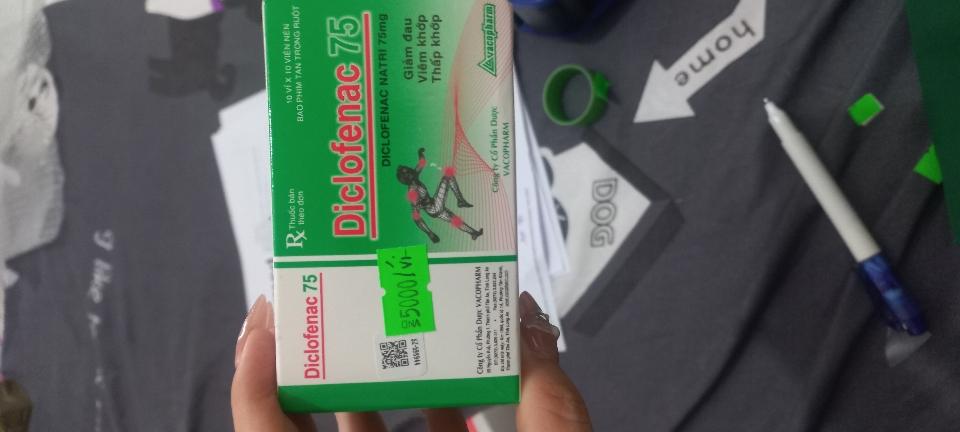 10 VỈ X 10 VIÊN NÉN
BAO PHIM TAN TRONG RUỘT
Rx Thuốc bán
theo đơn
Diclofenac 75
DICLOFENAC NATRI 75mg
Giảm đau
Viêm khớp
Thấp khớp
vacopharm
Công Ty Cổ Phần Dược
VACOPHARM
Diclofenac 75
5000/vỉ
Công Ty Cổ Phần Dược VACOPHARM
home
DOG